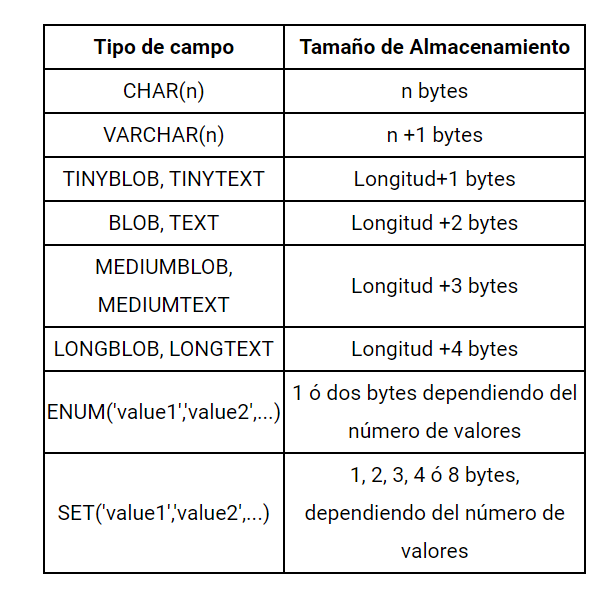 Tipo de campo Tamaño de Almacenamiento
CHAR(n) n bytes
VARCHAR(n) n +1 bytes
TINYBLOB, TINYTEXT Longitud+1 bytes
BLOB, TEXT Longitud +2 bytes
MEDIUMBLOB,
MEDIUMTEXT
Longitud +3 bytes
LONGBLOB, LONGTEXT Longitud +4 bytes
ENUM('value1','value2',...)
1 ó dos bytes dependiendo del
número de valores
SET('value1','value2',...)
1, 2, 3, 4 ó 8 bytes,
dependiendo del número de
valores